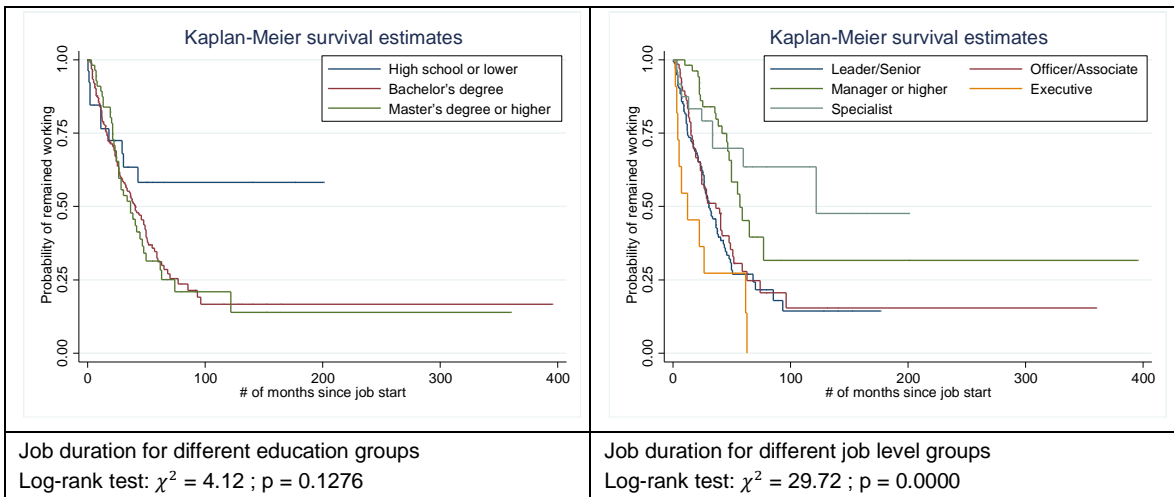 Kaplan-Meier survival estimates
High school or lower
Bachelor's degree
Master's degree or higher
Probability of remained working
1.00
0.75
0.50
0.25
0.00
0 100 200 300 400
# of months since job start
Job duration for different education groups
Log-rank test: χ² = 4.12 ; p = 0.1276
Kaplan-Meier survival estimates
Leader/Senior Officer/Associate
Manager or higher Executive
Specialist
Probability of remained working
1.00
0.75
0.50
0.25
0.00
0 100 200 300 400
# of months since job start
Job duration for different job level groups
Log-rank test: χ² = 29.72 ; p = 0.0000